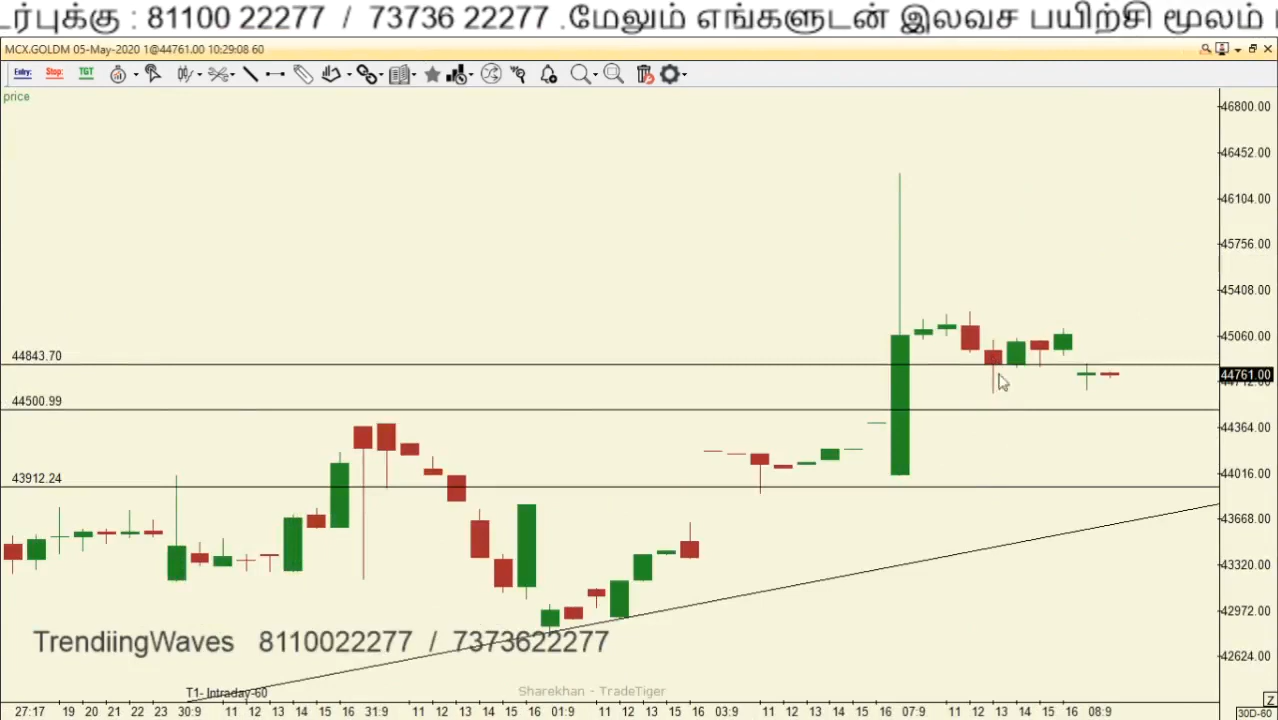 டர்புக்கு : 81100 22277 / 73736 22277 .மேலும் எங்களுடன் இலவச பயிற்சி மூலம்
MCX.GOLDM 05-May-2020 1@44761.00 10:29:08 60
Entry: Stop: TGT
price
46800.00
46452.00
46104.00
45756.00
45408.00
45060.00
44843.70
44761.00
44712.00
44500.99
44364.00
43912.24
44016.00
43668.00
43320.00
42972.00
TrendiingWaves 8110022277 / 7373622277
42624.00
T1- Intraday-60
Sharekhan - TradeTiger
Z
27:17 19 20 21 22 23 30:9 11 12 13 14 15 16 31:9 11 12 13 14 15 16 01:9 11 12 13 14 15 16 03:9 11 12 13 14 15 16 07:9 11 12 13 14 15 16 08:9 30D-60